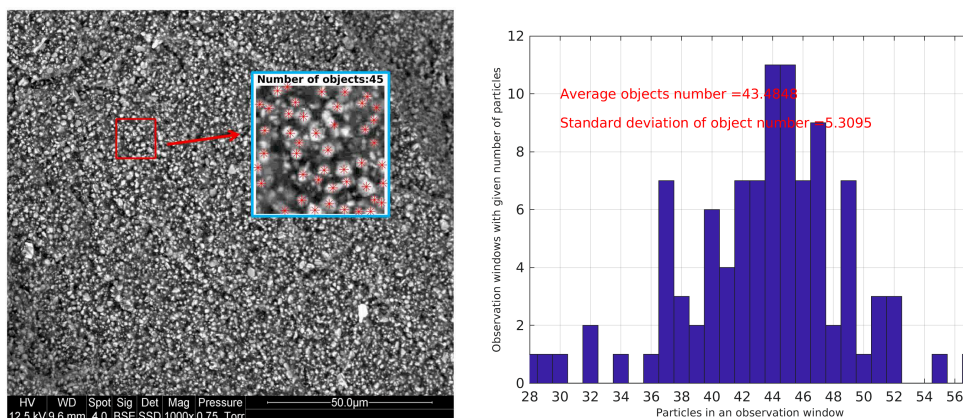 Number of objects:45
HV WD Spot Sig Det Mag Pressure
12.5 kV 9.6 mm 4.0 BSE SSD 1000x 0.75 Torr
50.0µm
Average objects number =43.4848
Standard deviation of object number =5.3095
Observation windows with given number of particles
12
10
8
6
4
2
0
28 30 32 34 36 38 40 42 44 46 48 50 52 54 56
Particles in an observation window